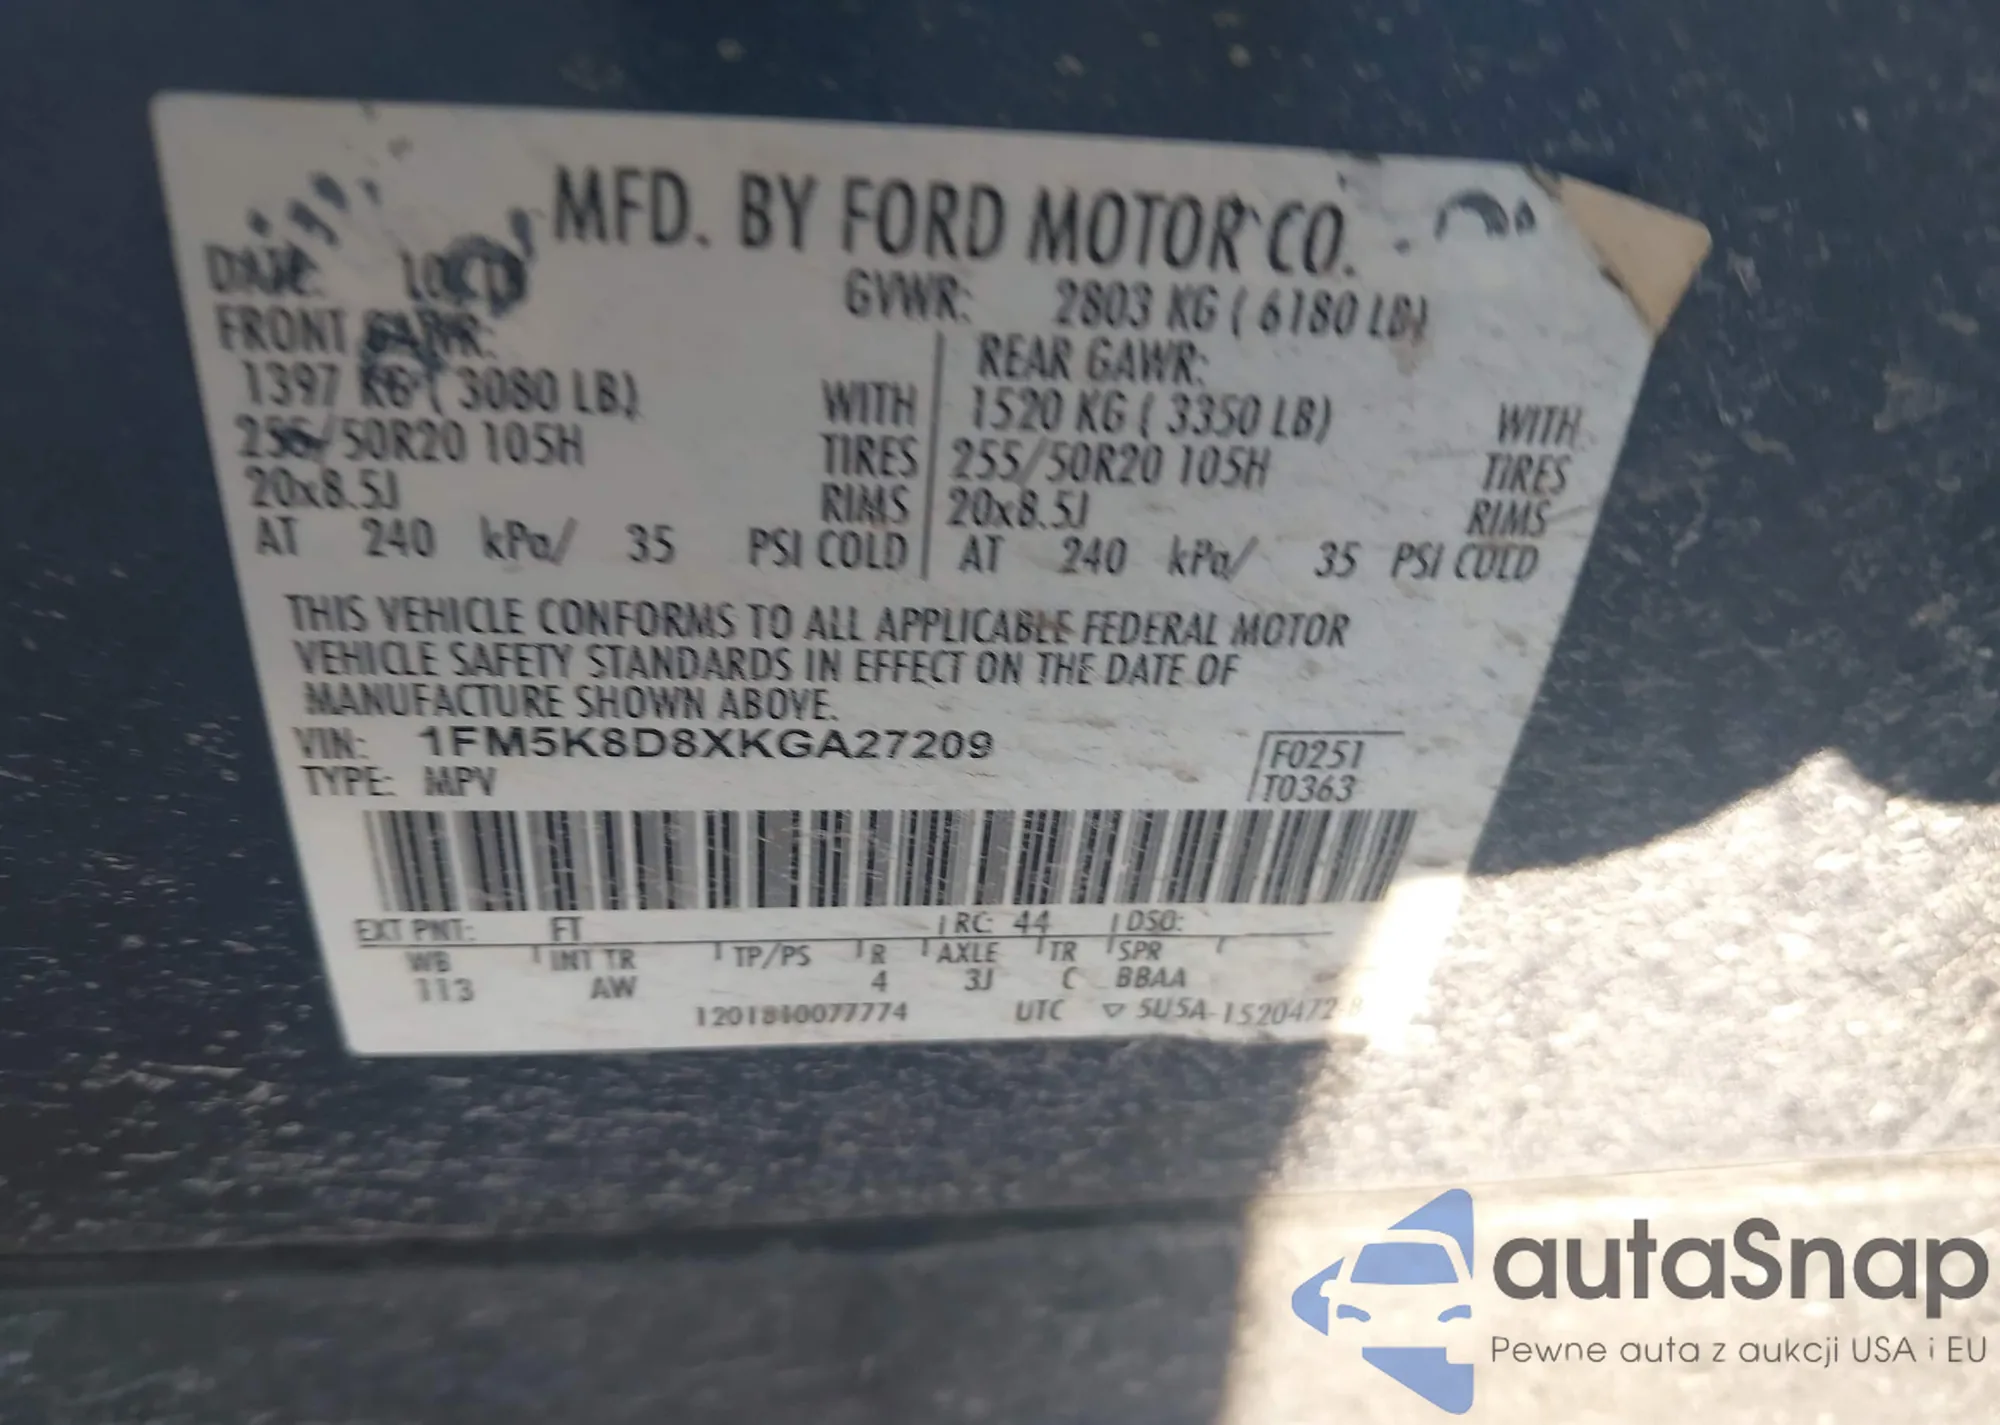 MFD. BY FORD MOTOR CO.
DATE: GVWR: 2803 KG ( 6180 LB)
FRONT GAWR: REAR GAWR:
1397 KG ( 3080 LB) WITH 1520 KG ( 3350 LB) WITH
255/50R20 105H TIRES 255/50R20 105H TIRES
20x8.5J RIMS 20x8.5J RIMS
AT 240 kPa/ 35 PSI COLD AT 240 kPa/ 35 PSI COLD
THIS VEHICLE CONFORMS TO ALL APPLICABLE FEDERAL MOTOR
VEHICLE SAFETY STANDARDS IN EFFECT ON THE DATE OF
MANUFACTURE SHOWN ABOVE.
VIN: 1FM5K8D8XKGA27209 F0251
TYPE: MPV T0363
EXT PNT: FT RC: 44 DSO:
WB INT TR TP/PS R AXLE TR SPR
113 AW 4 3J C BBAA
1201810077774 UTC ▽ 5U5A-1520472-
autaSnap
Pewne auta z aukcji USA i EU